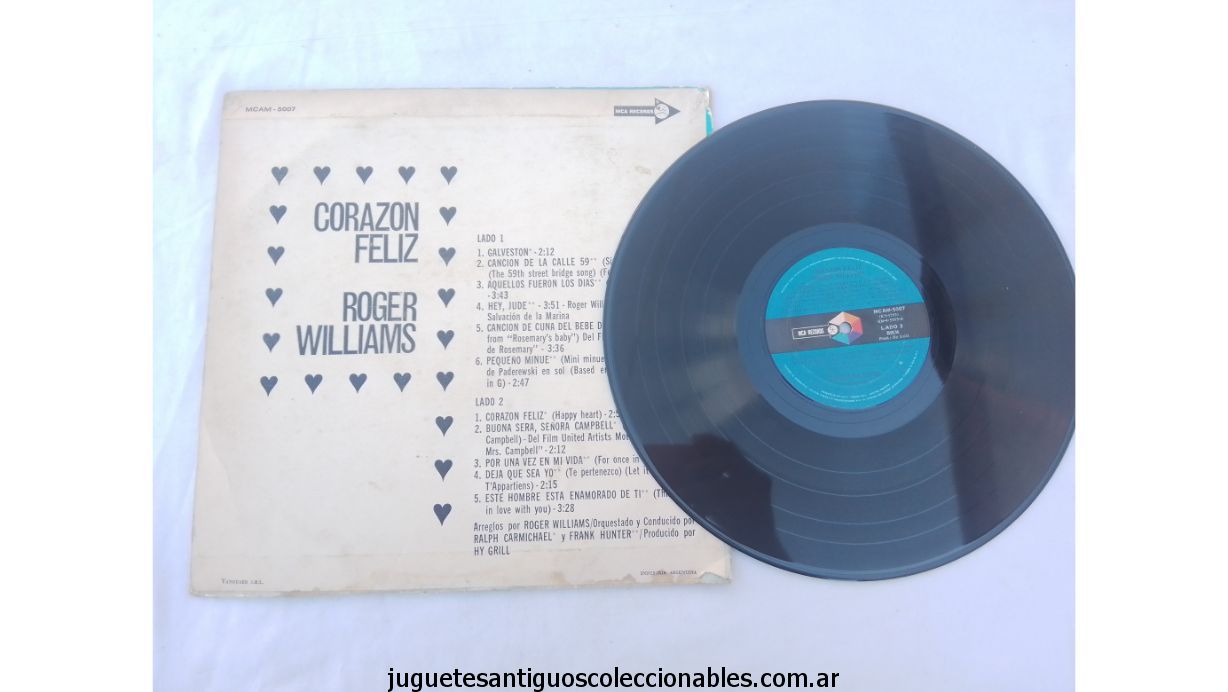 MCAM - 5007
MCA RECORDS
CORAZON
FELIZ
ROGER
WILLIAMS
LADO 1
1. GALVESTON* - 2:12
2. CANCION DE LA CALLE 59**
(The 59th street bridge song)
3. AQUELLOS FUERON LOS DIAS**
- 3:43
4. HEY, JUDE** - 3:51 - Roger
Salvación de la Marina
5. CANCION DE CUNA DEL BEBE
from "Rosemary's baby") Del
de Rosemary" - 3:36
6. PEQUEÑO MINUE** (Mini
de Paderewski en sol (Based
in G) - 2:47
LADO 2
1. CORAZON FELIZ* (Happy heart)
2. BUONA SERA, SEÑORA CAMPBELL*
Campbell) - Del Film United Artists
Mrs. Campbell" - 2:12
3. POR UNA VEZ EN MI VIDA** (For once in
4. DEJA QUE SEA YO** (Te pertenezco) (Let It
T'Appartiens) - 2:15
5. ESTE HOMBRE ESTA ENAMORADO DE TI**
in love with you) - 3:28
Arreglos por ROGER WILLIAMS/Orquestado y Conducido por
RALPH CARMICHAEL* y FRANK HUNTER**/Producido por
HY GRILL
INDUSTRIA ARGENTINA
MCAM-5007
MCA RECORDS
LADO 2
juguetesantiguoscoleccionables.com.ar